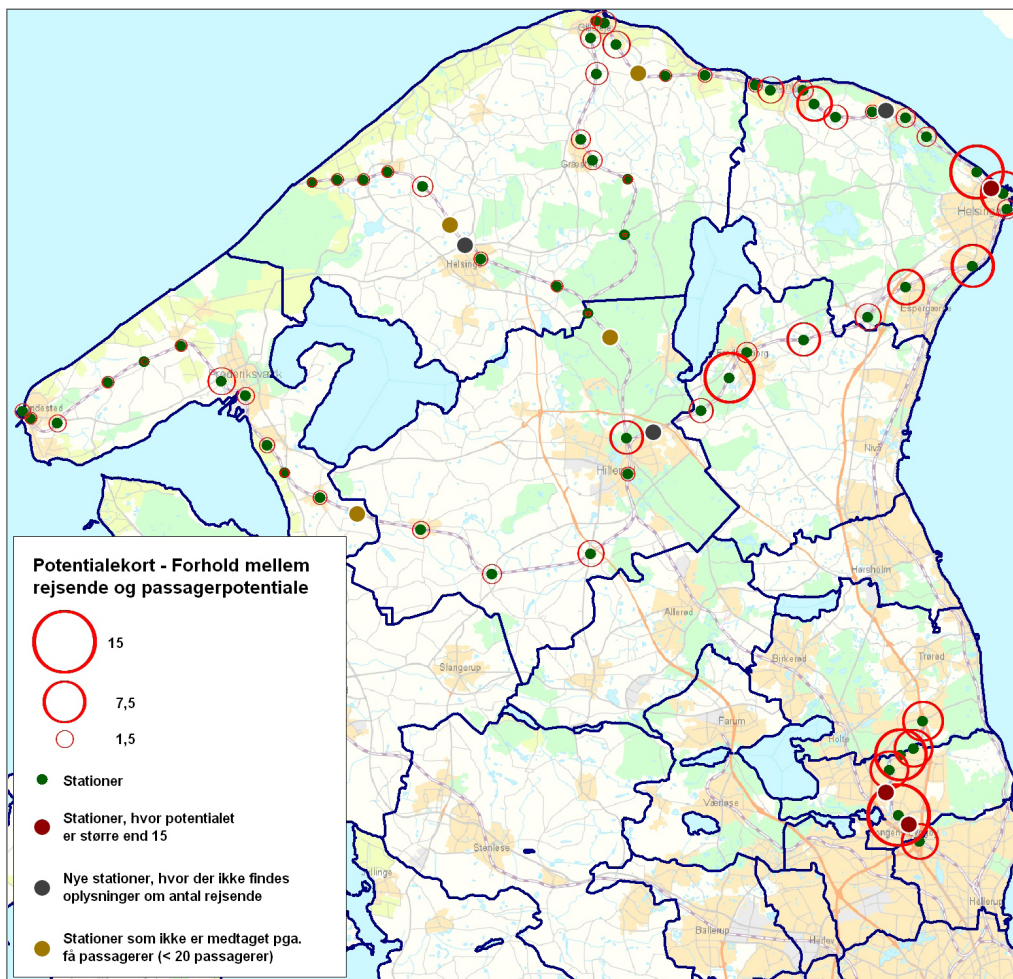 Helsinge
Espergærde
Frederiksværk
Nivå
Hørsholm
Allerød
Slangerup
Birkerød
Trørød
Farum
Holte
Værløse
Stenløse
Ballerup
Hellerup
Potentialekort - Forhold mellem
rejsende og passagerpotentiale
15
7,5
1,5
Stationer
Stationer, hvor potentialet
er større end 15
Nye stationer, hvor der ikke findes
oplysninger om antal rejsende
Stationer som ikke er medtaget pga.
få passagerer (< 20 passagerer)